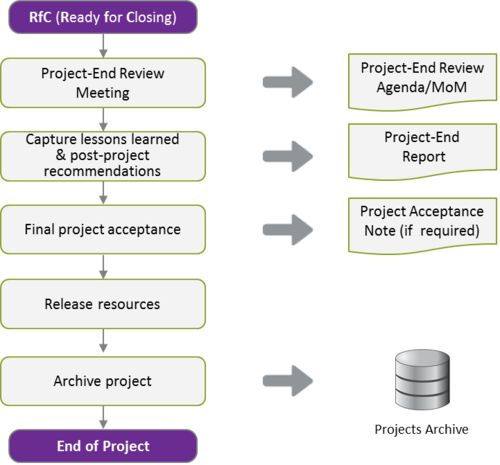 RfC (Ready for Closing)
Project-End Review
Meeting
Project-End Review
Agenda/MoM
Capture lessons learned
& post-project
recommendations
Project-End
Report
Final project acceptance
Project Acceptance
Note (if required)
Release resources
Archive project
Projects Archive
End of Project